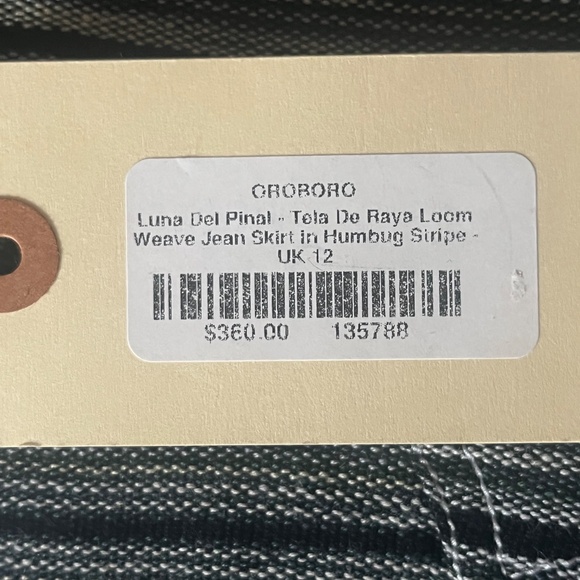 OROBORO
Luna Del Pinal - Tela De Raya Loom
Weave Jean Skirt in Humbug Stripe -
UK 12
$360.00 135788